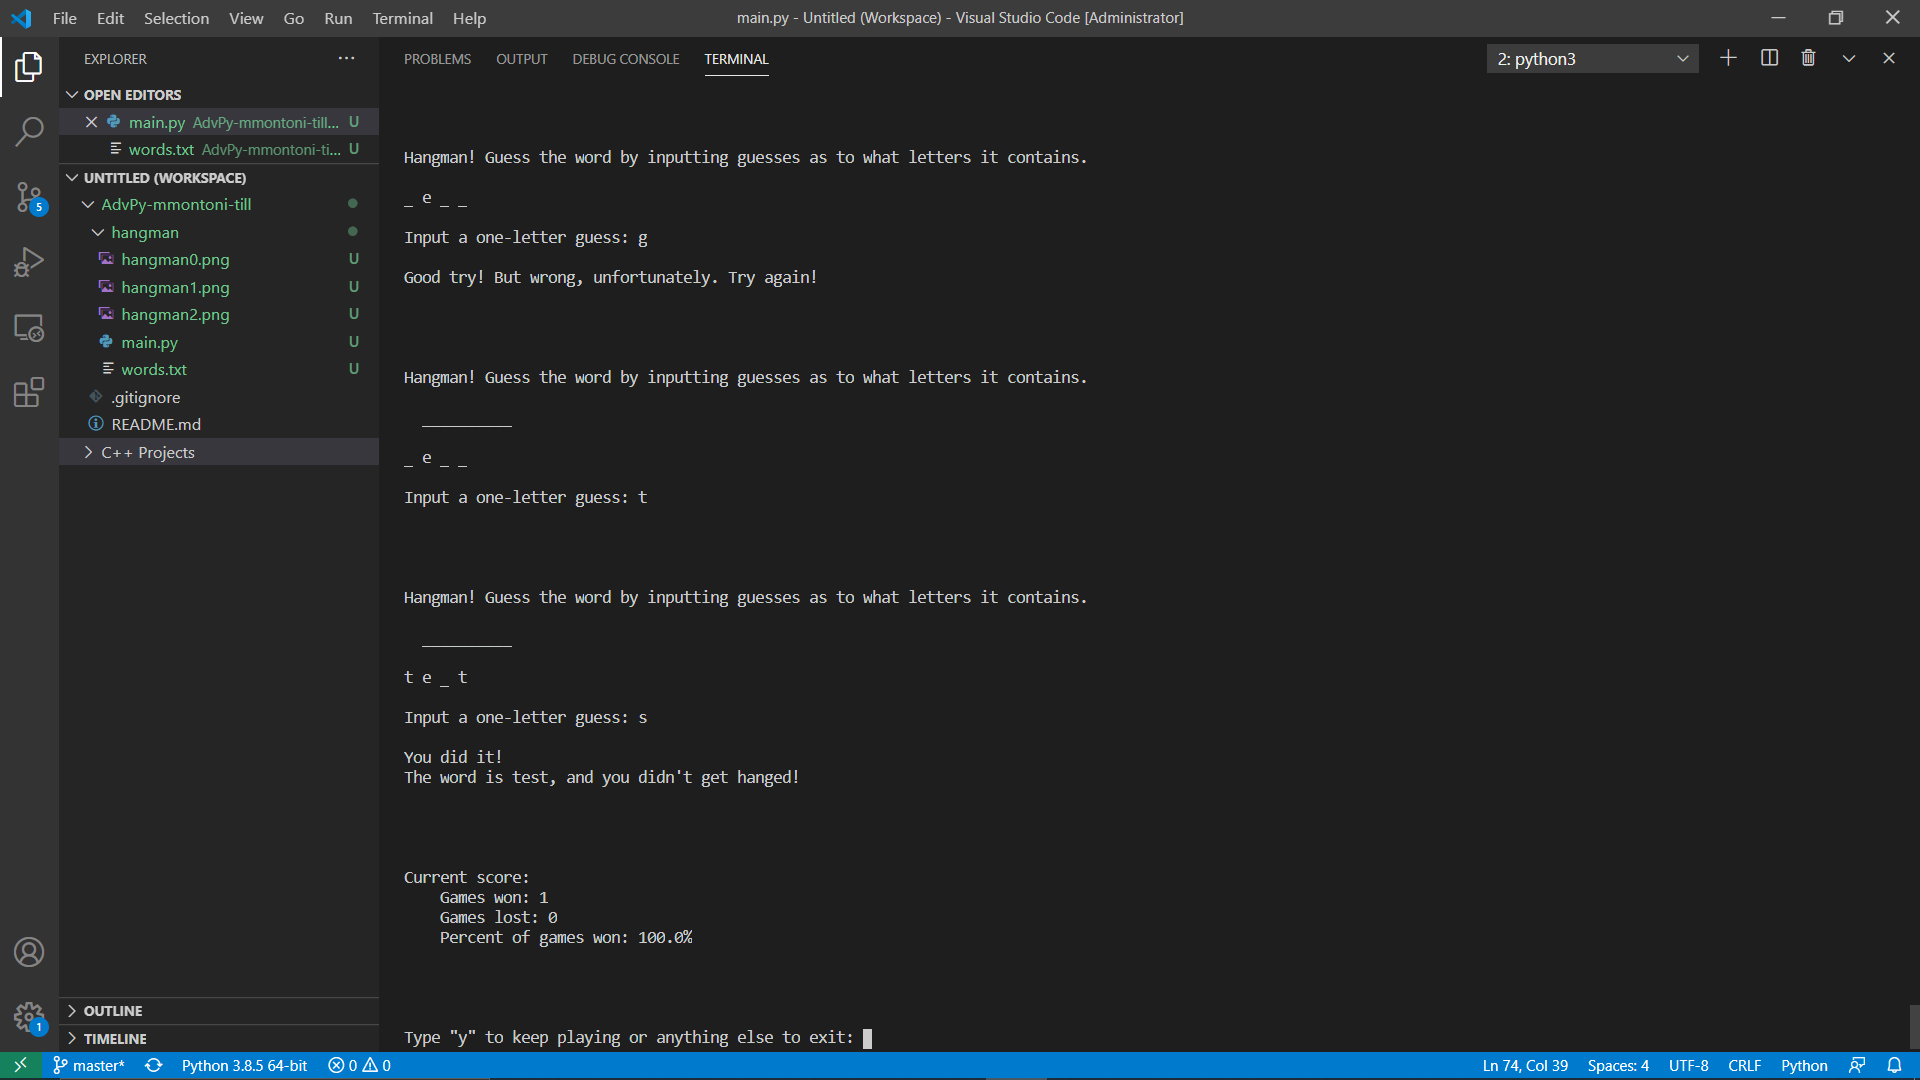 File Edit Selection View Go Run Terminal Help
main.py - Untitled (Workspace) - Visual Studio Code [Administrator]
EXPLORER
OPEN EDITORS
main.py AdvPy-mmontoni-till... U
words.txt AdvPy-mmontoni-ti... U
UNTITLED (WORKSPACE)
AdvPy-mmontoni-till
hangman
hangman0.png U
hangman1.png U
hangman2.png U
main.py U
words.txt U
.gitignore
README.md
C++ Projects
OUTLINE
TIMELINE
5
1
PROBLEMS OUTPUT DEBUG CONSOLE TERMINAL
2: python3
Hangman! Guess the word by inputting guesses as to what letters it contains.
_ e _ _
Input a one-letter guess: g
Good try! But wrong, unfortunately. Try again!
Hangman! Guess the word by inputting guesses as to what letters it contains.
__________
_ e _ _
Input a one-letter guess: t
Hangman! Guess the word by inputting guesses as to what letters it contains.
__________
t e _ t
Input a one-letter guess: s
You did it!
The word is test, and you didn't get hanged!
Current score:
Games won: 1
Games lost: 0
Percent of games won: 100.0%
Type "y" to keep playing or anything else to exit:
master* Python 3.8.5 64-bit 0 0 Ln 74, Col 39 Spaces: 4 UTF-8 CRLF Python